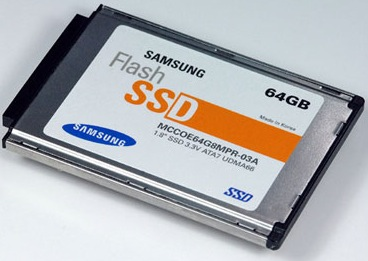 SAMSUNG
64GB
Flash
SSD
Made in Korea
MCCOE64G8MPR-03A
1.8" SSD 3.3V ATA7 UDMA66
SAMSUNG
SSD